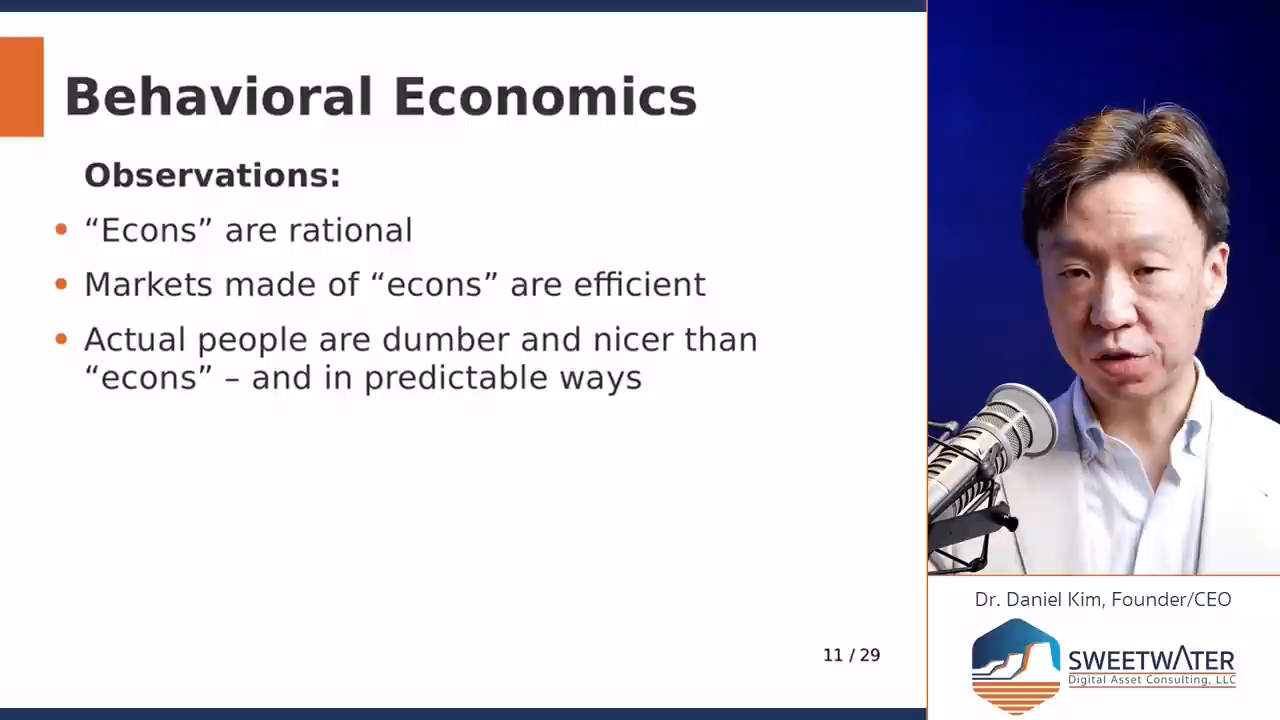 Behavioral Economics
Observations:
• “Econs” are rational
• Markets made of “econs” are efficient
• Actual people are dumber and nicer than
“econs” – and in predictable ways
11 / 29
Dr. Daniel Kim, Founder/CEO
SWEETWATER
Digital Asset Consulting, LLC